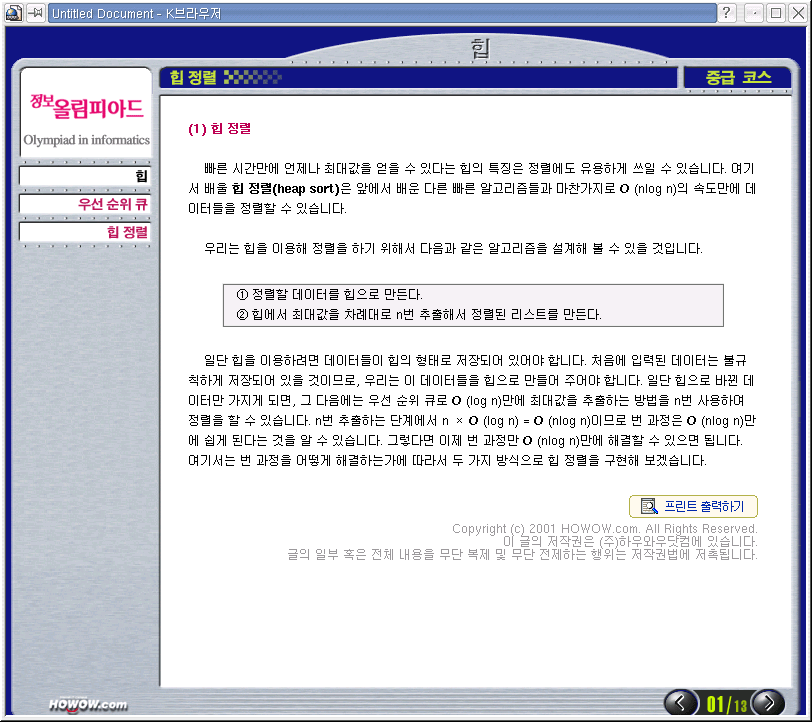 Untitled Document - K브라우저
힙
힙 정렬
중급 코스
정보올림피아드
Olympiad in informatics
힙
우선 순위 큐
힙 정렬
(1) 힙 정렬
빠른 시간만에 언제나 최대값을 얻을 수 있다는 힙의 특징은 정렬에도 유용하게 쓰일 수 있습니다. 여기
서 배울 힙 정렬(heap sort)은 앞에서 배운 다른 빠른 알고리즘들과 마찬가지로 O (nlog n)의 속도만에 데
이터들을 정렬할 수 있습니다.
우리는 힙을 이용해 정렬을 하기 위해서 다음과 같은 알고리즘을 설계해 볼 수 있을 것입니다.
① 정렬할 데이터를 힙으로 만든다.
② 힙에서 최대값을 차례대로 n번 추출해서 정렬된 리스트를 만든다.
일단 힙을 이용하려면 데이터들이 힙의 형태로 저장되어 있어야 합니다. 처음에 입력된 데이터는 불규
칙하게 저장되어 있을 것이므로, 우리는 이 데이터들을 힙으로 만들어 주어야 합니다. 일단 힙으로 바뀐 데
이터만 가지게 되면, 그 다음에는 우선 순위 큐로 O (log n)만에 최대값을 추출하는 방법을 n번 사용하여
정렬을 할 수 있습니다. n번 추출하는 단계에서 n × O (log n) = O (nlog n)이므로 번 과정은 O (nlog n)만
에 쉽게 된다는 것을 알 수 있습니다. 그렇다면 이제 번 과정만 O (nlog n)만에 해결할 수 있으면 됩니다.
여기서는 번 과정을 어떻게 해결하는가에 따라서 두 가지 방식으로 힙 정렬을 구현해 보겠습니다.
프린트 출력하기
Copyright (c) 2001 HOWOW.com. All Rights Reserved.
이 글의 저작권은 (주)하우와우닷컴에 있습니다.
글의 일부 혹은 전체 내용을 무단 복제 및 무단 전제하는 행위는 저작권법에 저촉됩니다.
HOWOW.com
01/13